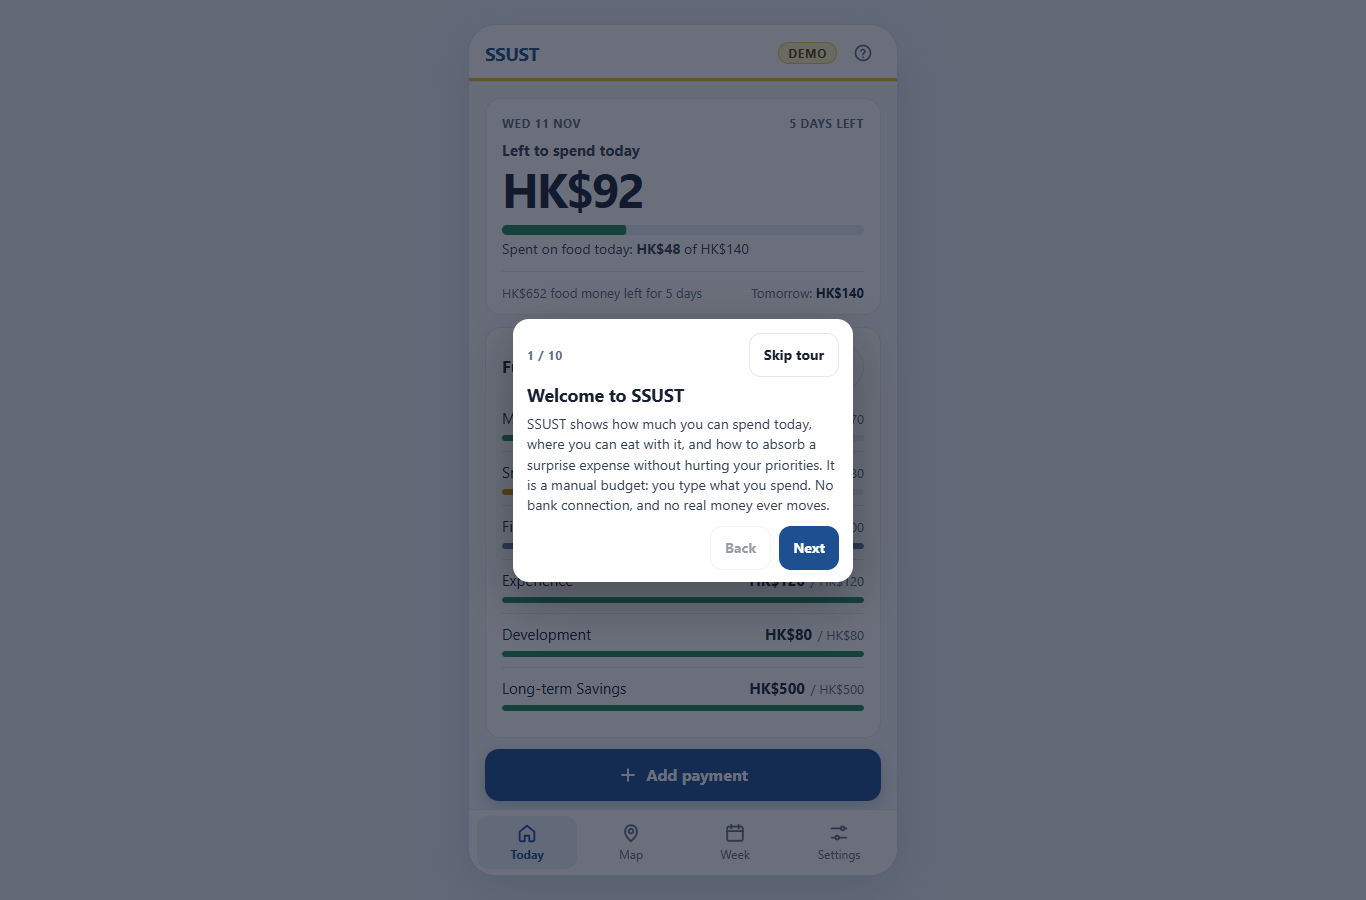 SSUST
DEMO
WED 11 NOV
5 DAYS LEFT
Left to spend today
HK$92
Spent on food today: HK$48 of HK$140
HK$652 food money left for 5 days
Tomorrow: HK$140
1 / 10
Skip tour
Welcome to SSUST
SSUST shows how much you can spend today,
where you can eat with it, and how to absorb a
surprise expense without hurting your priorities. It
is a manual budget: you type what you spend. No
bank connection, and no real money ever moves.
Back
Next
Experience
HK$120 / HK$120
Development
HK$80 / HK$80
Long-term Savings
HK$500 / HK$500
Add payment
Today
Map
Week
Settings